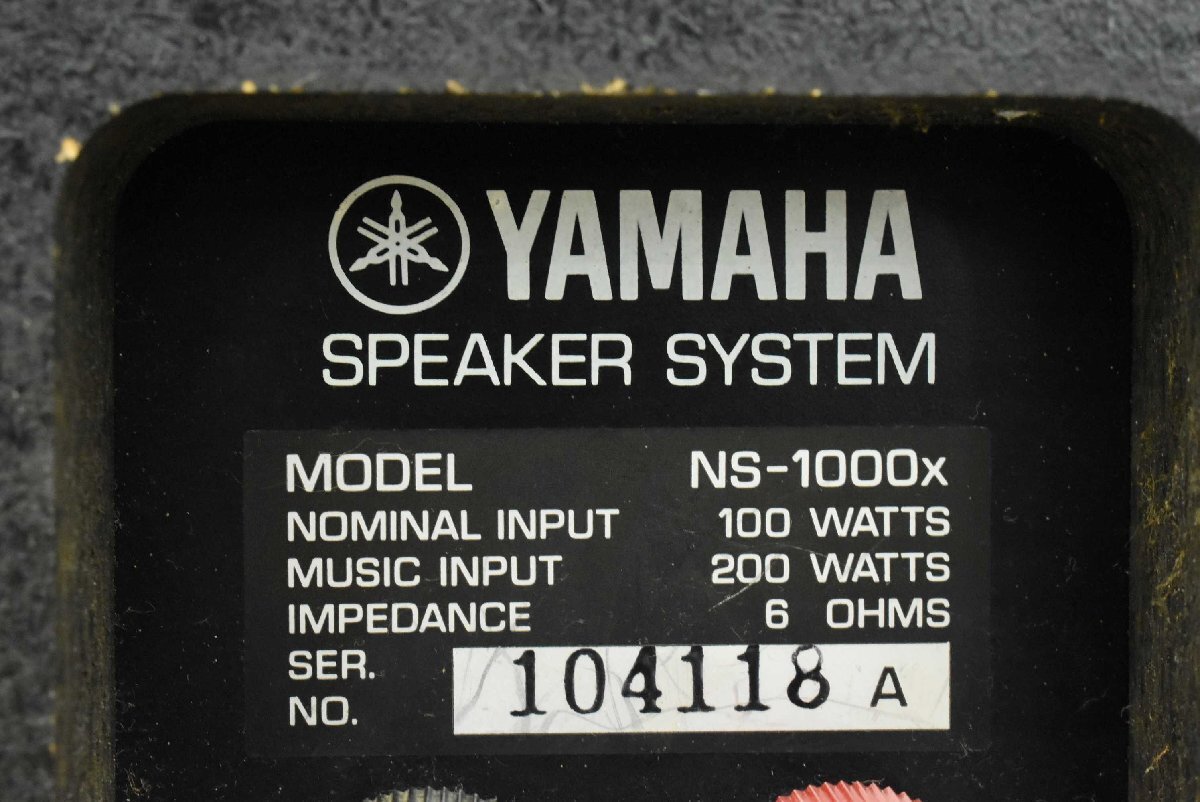 YAMAHA
SPEAKER SYSTEM
MODEL NS-1000x
NOMINAL INPUT 100 WATTS
MUSIC INPUT 200 WATTS
IMPEDANCE 6 OHMS
SER.
NO. 104118 A